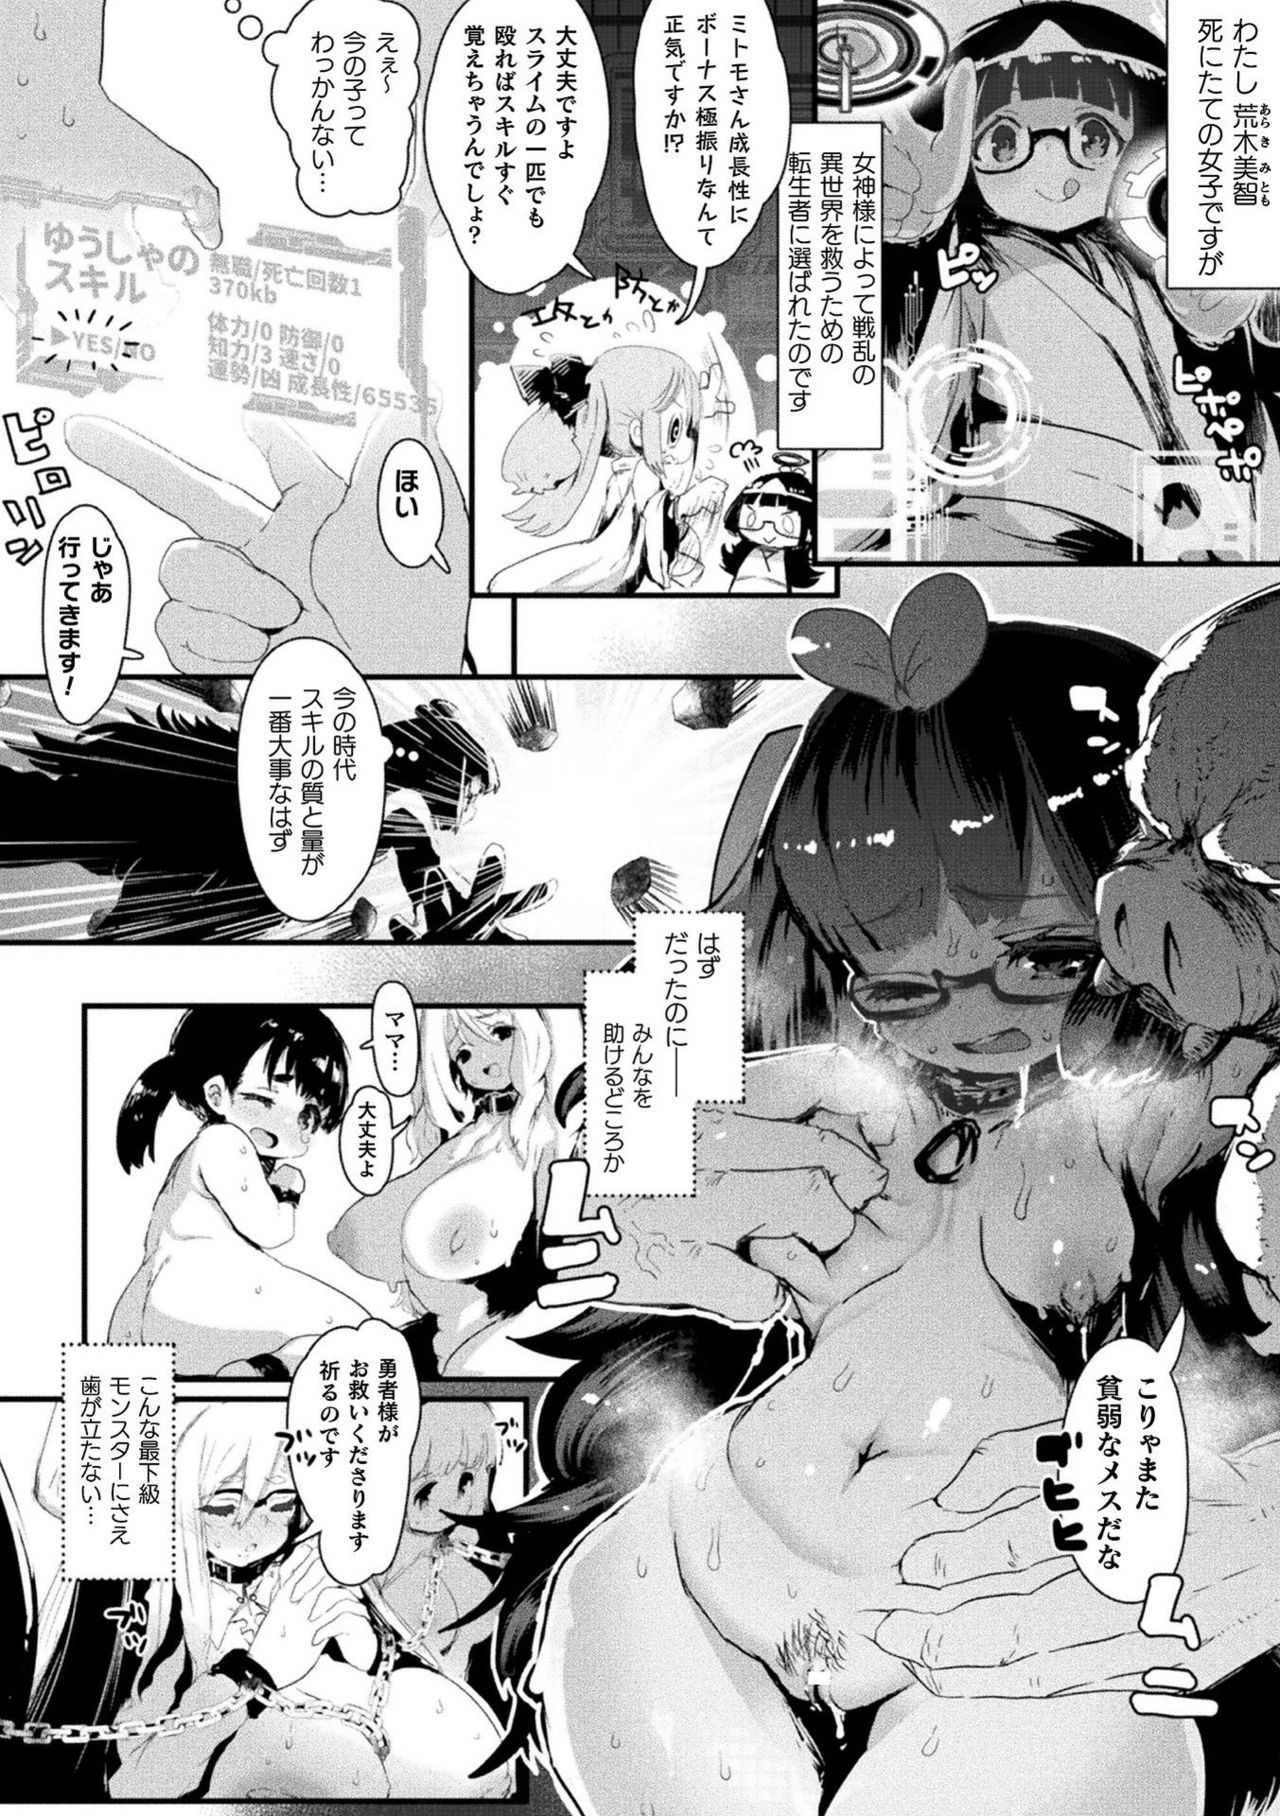 わたし 荒木美智
あらきみとも
死にたての女子ですが
ピッ
女神様によって戦乱の
異世界を救うための
転生者に選ばれたのです
ミトモさん成長性に
ボーナス極振りなんて
正気ですか!?
大丈夫ですよ
スライムの一匹でも
殴ればスキルすぐ
覚えちゃうんでしょ?
ええ〜
今の子って
わっかんない…
ゆうしゃの
スキル
▶YES/NO
無職/死亡回数1
370kb
体力/0 防御/0
知力/3 速さ/0
運勢/凶 成長性/65535
ほい
ピロリン
じゃあ
行ってきます!
今の時代
スキルの質と量が
一番大事なはず
はず
だったのに――
みんなを
助けるどころか
ママ…
大丈夫よ
ムに
こりゃまた
貧弱なメスだな
ゴヒヒ
ムニ
勇者様が
お救いくださります
祈るのです
こんな最下級
モンスターにさえ
歯が立たない…